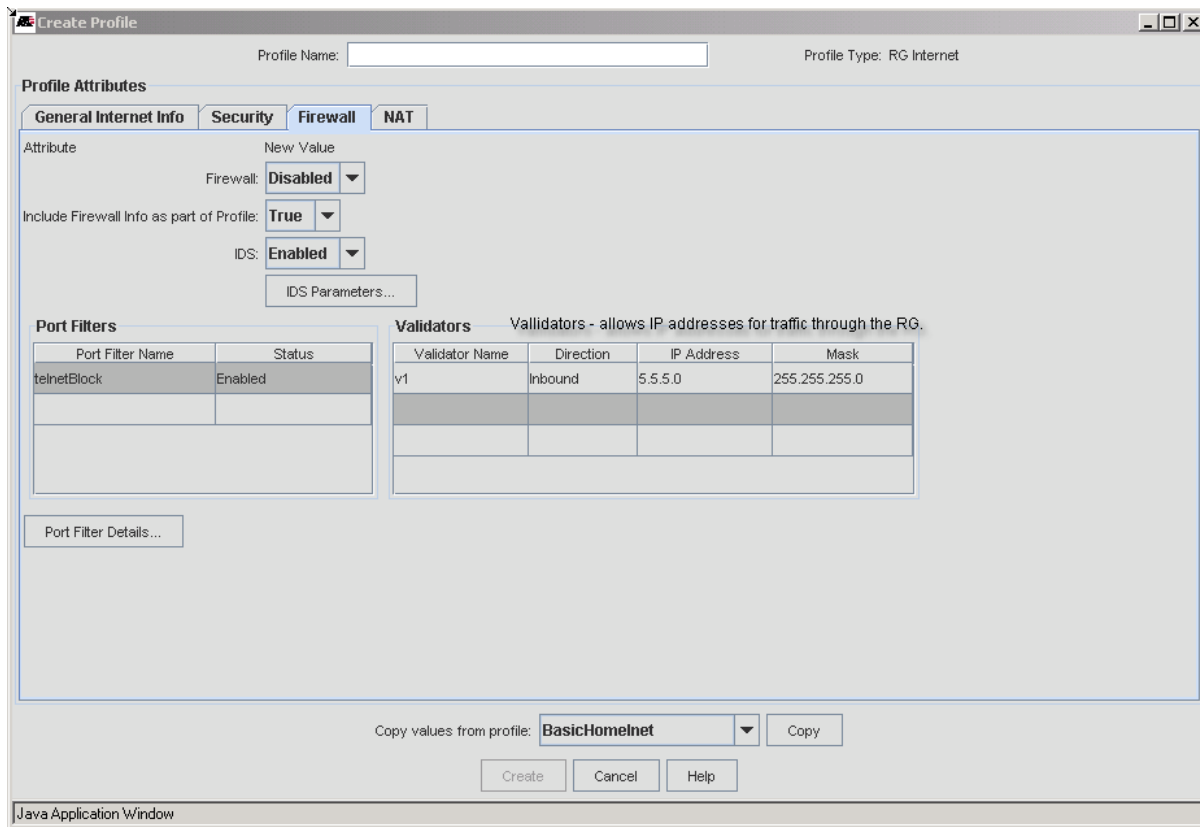 Create Profile
Profile Name:
Profile Type: RG Internet
Profile Attributes
General Internet Info Security Firewall NAT
Attribute New Value
Firewall: Disabled
Include Firewall Info as part of Profile: True
IDS: Enabled
IDS Parameters...
Port Filters
Port Filter Name Status
telnetBlock Enabled
Validators Vallidators - allows IP addresses for traffic through the RG.
Validator Name Direction IP Address Mask
v1 Inbound 5.5.5.0 255.255.255.0
Port Filter Details...
Copy values from profile: BasicHomeInet Copy
Create Cancel Help
Java Application Window